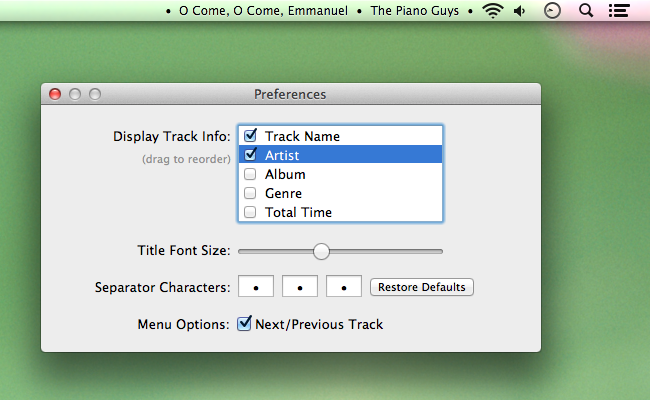 • O Come, O Come, Emmanuel • The Piano Guys •
Preferences
Display Track Info:
(drag to reorder)
Track Name
Artist
Album
Genre
Total Time
Title Font Size:
Separator Characters: • • • Restore Defaults
Menu Options: Next/Previous Track